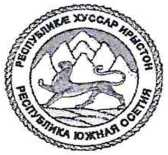 РЕСПУБЛИКӔ ХУССАР ИРЫСТОН
РЕСПУБЛИКА ЮЖНАЯ ОСЕТИЯ